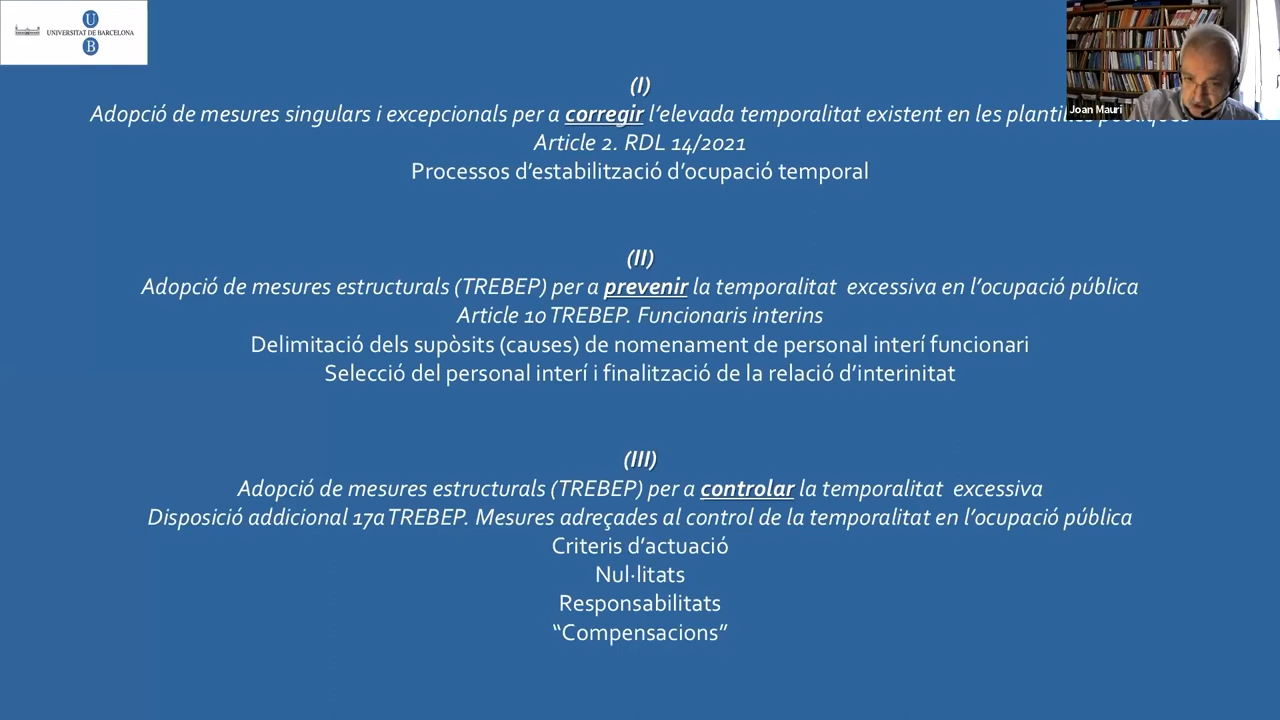 U
UNIVERSITAT DE BARCELONA
B
Joan Mauri
(I)
Adopció de mesures singulars i excepcionals per a corregir l’elevada temporalitat existent en les
Article 2. RDL 14/2021
Processos d’estabilització d’ocupació temporal
(II)
Adopció de mesures estructurals (TREBEP) per a prevenir la temporalitat excessiva en l’ocupació pública
Article 10 TREBEP. Funcionaris interins
Delimitació dels supòsits (causes) de nomenament de personal interí funcionari
Selecció del personal interí i finalització de la relació d’interinitat
(III)
Adopció de mesures estructurals (TREBEP) per a controlar la temporalitat excessiva
Disposició addicional 17a TREBEP. Mesures adreçades al control de la temporalitat en l’ocupació pública
Criteris d’actuació
Nul·litats
Responsabilitats
“Compensacions”